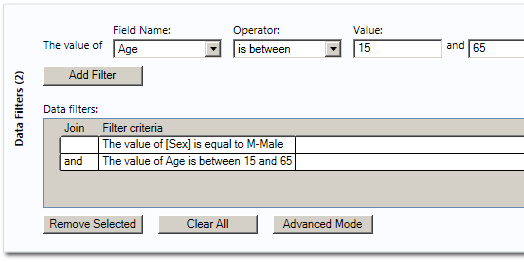 Data Filters (2)
Field Name: Operator: Value:
The value of Age is between 15 and 65
Add Filter
Data filters:
Join Filter criteria
The value of [Sex] is equal to M-Male
and The value of Age is between 15 and 65
Remove Selected Clear All Advanced Mode